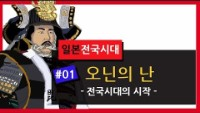 일본전국시대
#01 오닌의 난
- 전국시대의 시작 -